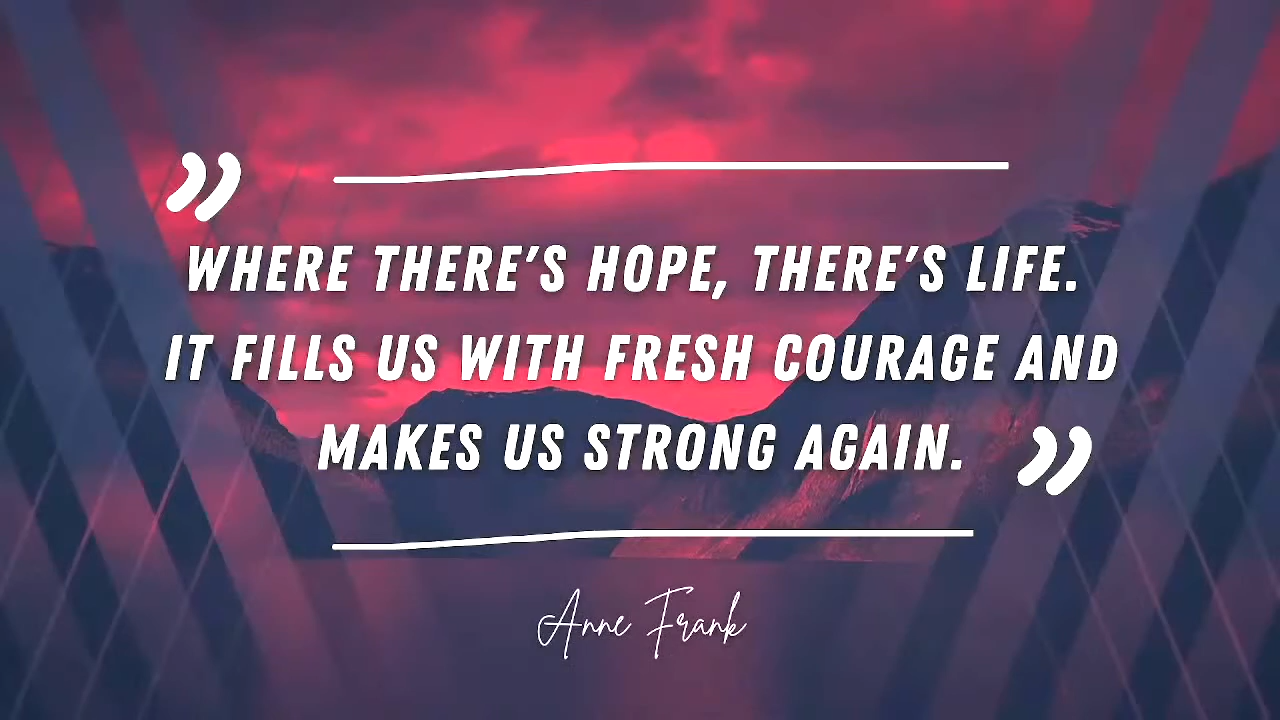 ”
WHERE THERE’S HOPE, THERE’S LIFE.
IT FILLS US WITH FRESH COURAGE AND
MAKES US STRONG AGAIN. ”
Anne Frank